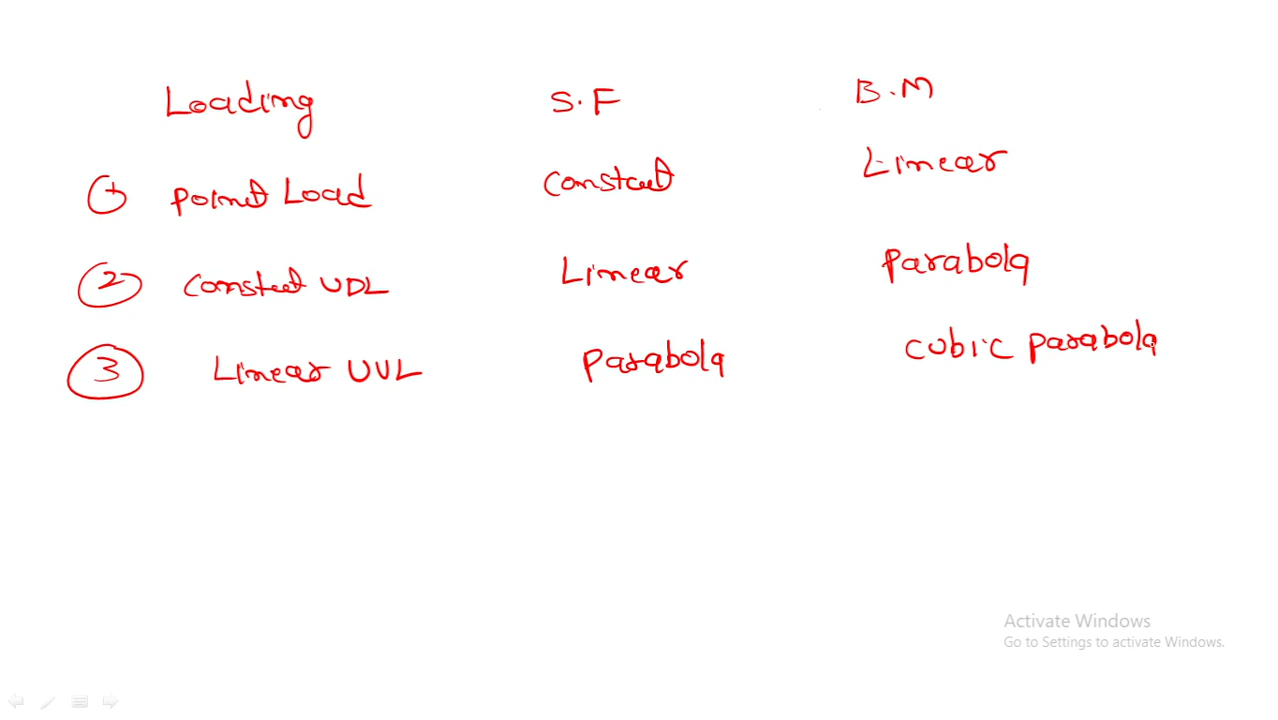 Loading S.F B.M
1 Point Load Constant Linear
2 Constant UDL Linear Parabola
3 Linear UVL Parabola cubic parabola
Activate Windows
Go to Settings to activate Windows.